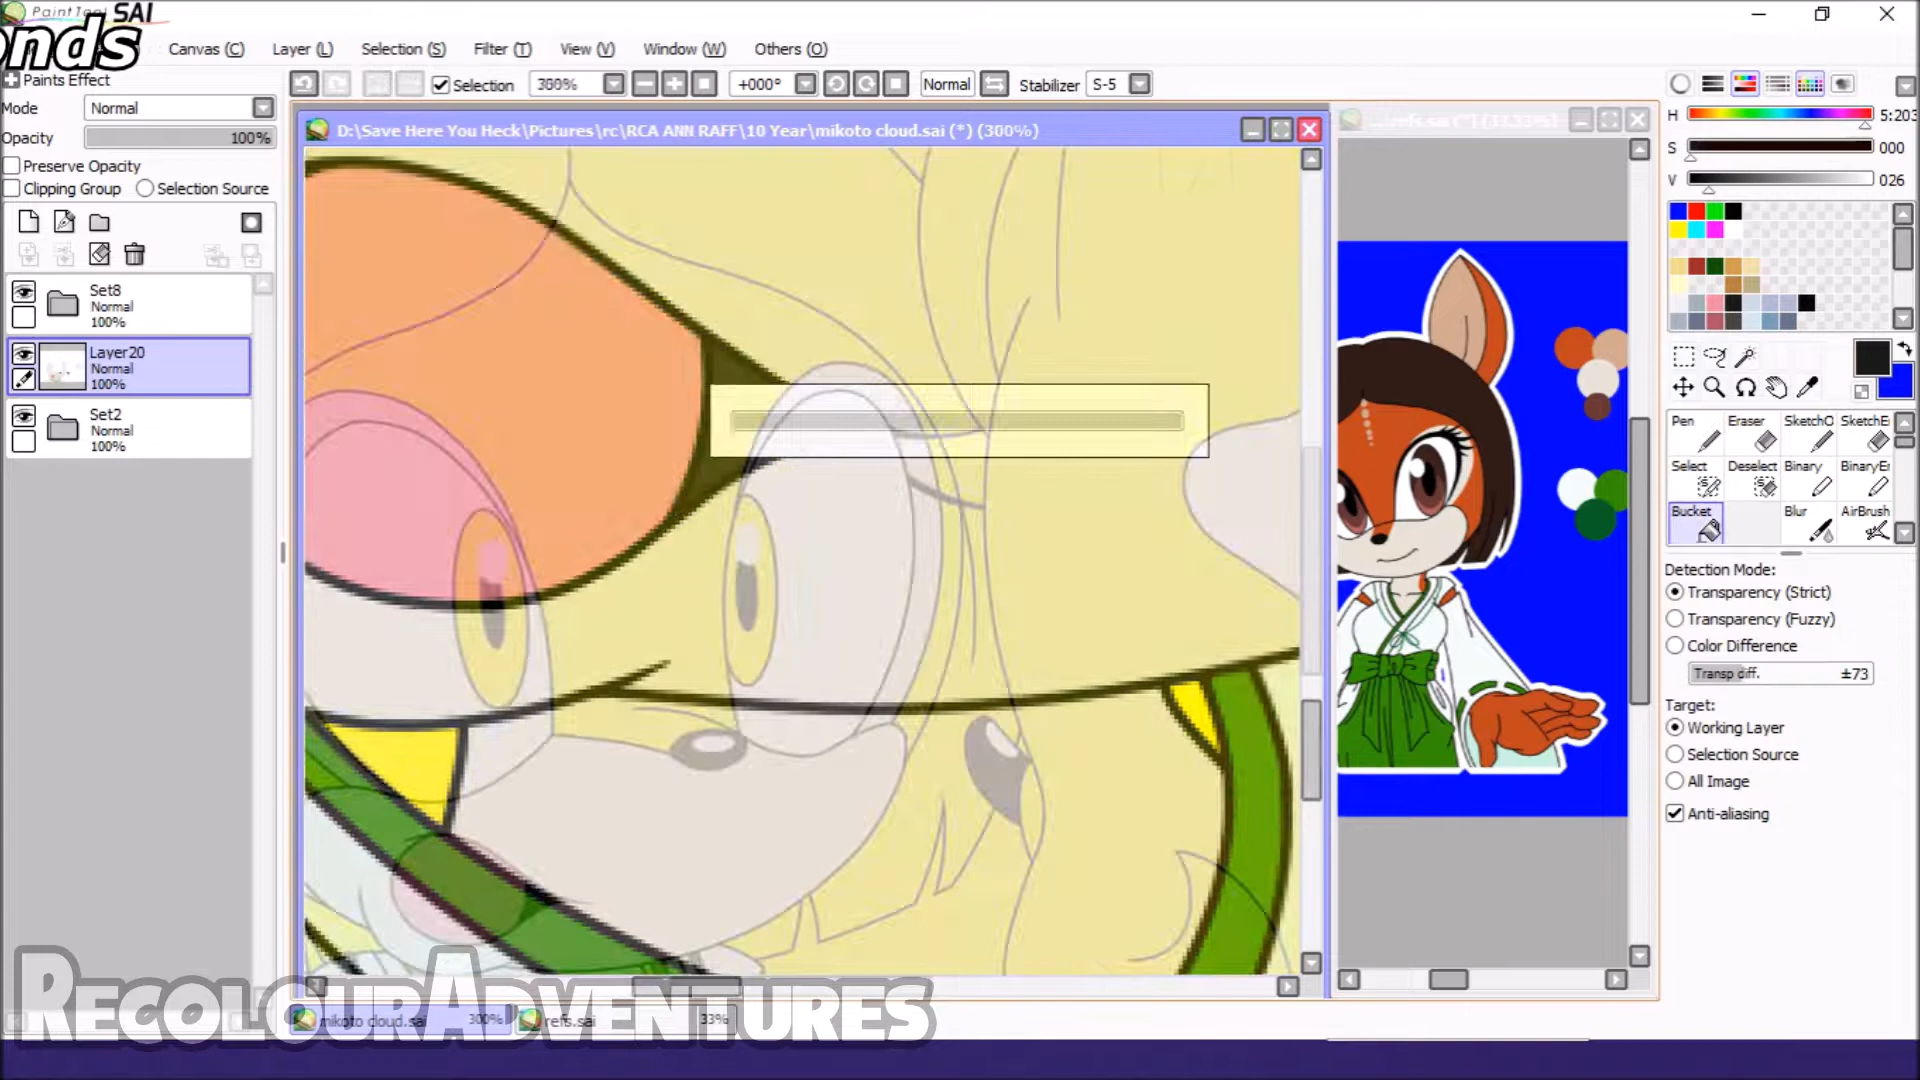 PaintTool SAI
onds
Canvas (C) Layer (L) Selection (S) Filter (T) View (V) Window (W) Others (O)
Paints Effect
Mode Normal
Opacity 100%
Preserve Opacity
Clipping Group Selection Source
Selection 300% +000° Normal Stabilizer S-5
D:\Save Here You Heck\Pictures\rc\RCA ANN RAFF\10 Year\mikoto cloud.sai (*) (300%)
Set8
Normal
100%
Layer20
Normal
100%
Set2
Normal
100%
H 5:203
S 000
V 026
Pen Eraser SketchO SketchE
Select Deselect Binary BinaryEr
Bucket Blur AirBrush
Detection Mode:
Transparency (Strict)
Transparency (Fuzzy)
Color Difference
Transp diff. ±73
Target:
Working Layer
Selection Source
All Image
Anti-aliasing
RecolourAdventures
mikoto cloud.sai 300% refs.sai 33%